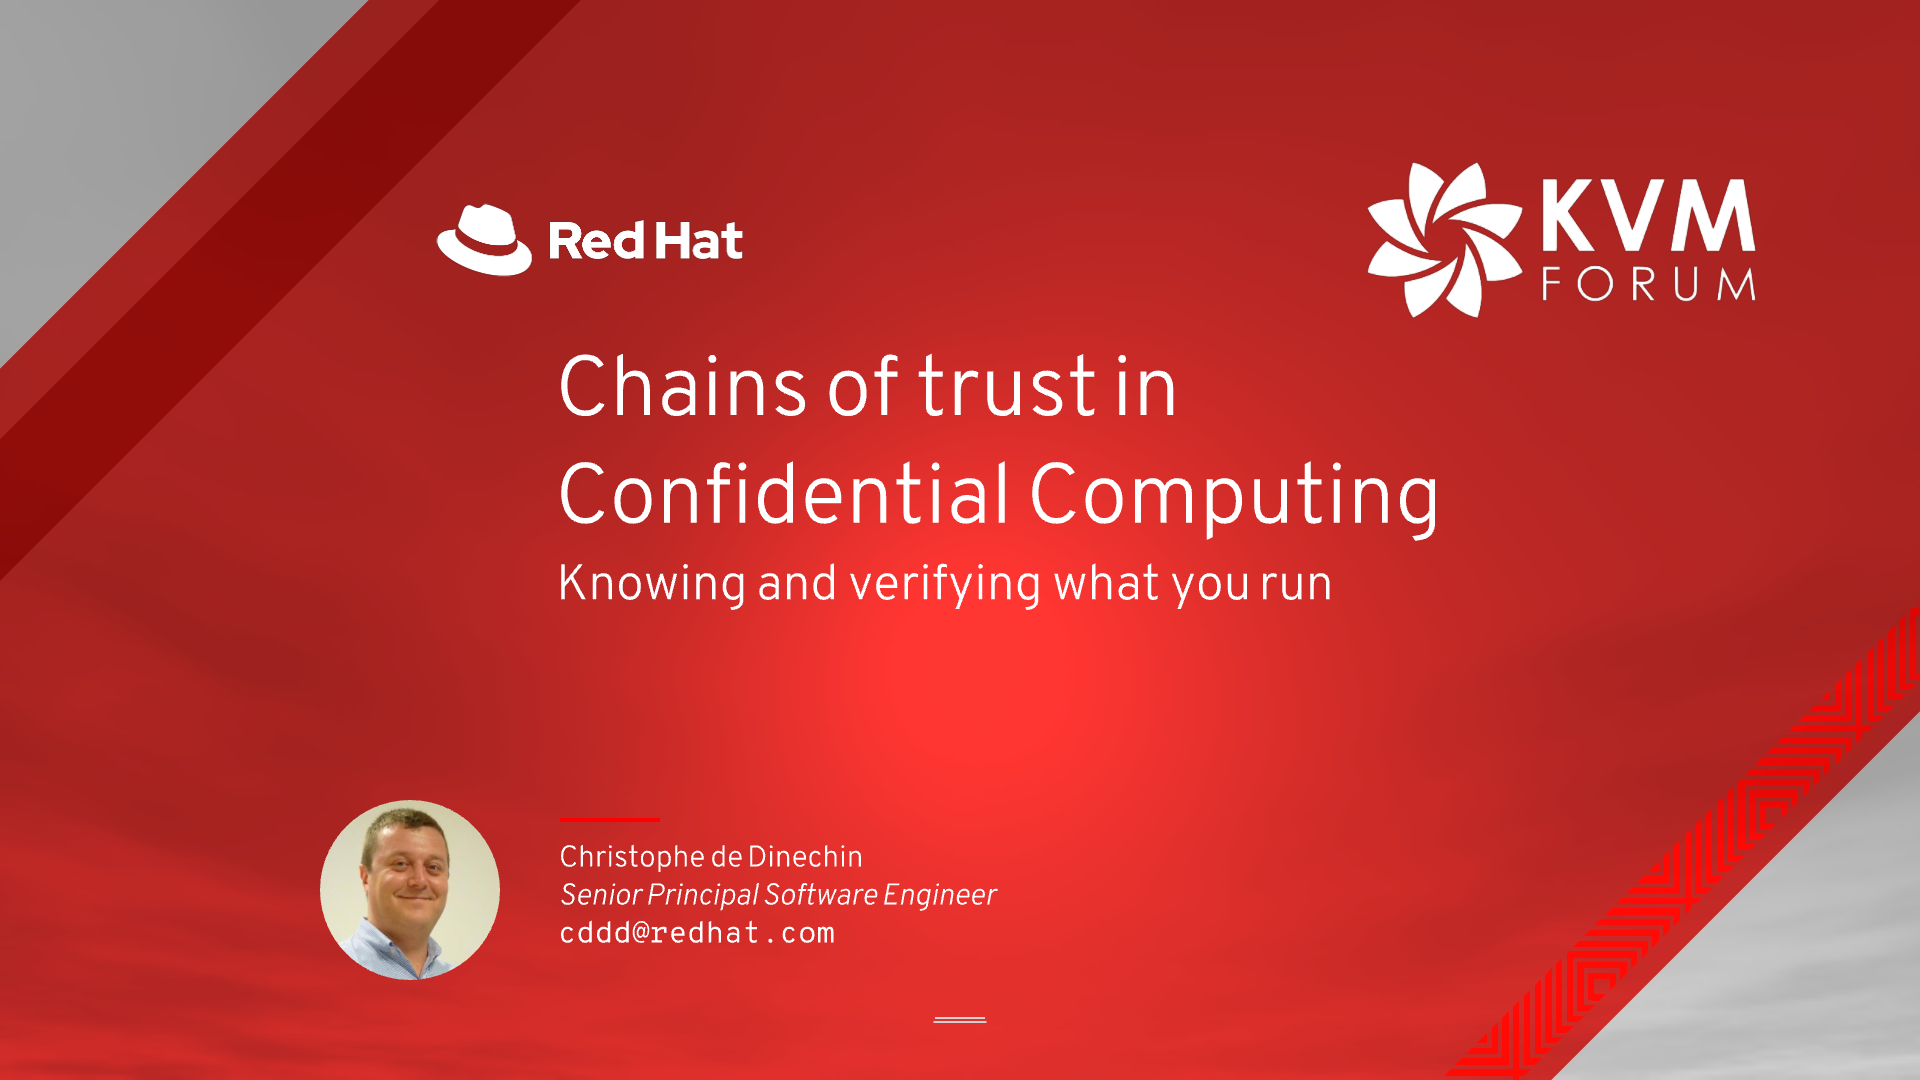 Red Hat
KVM
FORUM
Chains of trust in
Confidential Computing
Knowing and verifying what you run
Christophe de Dinechin
Senior Principal Software Engineer
cddd@redhat.com